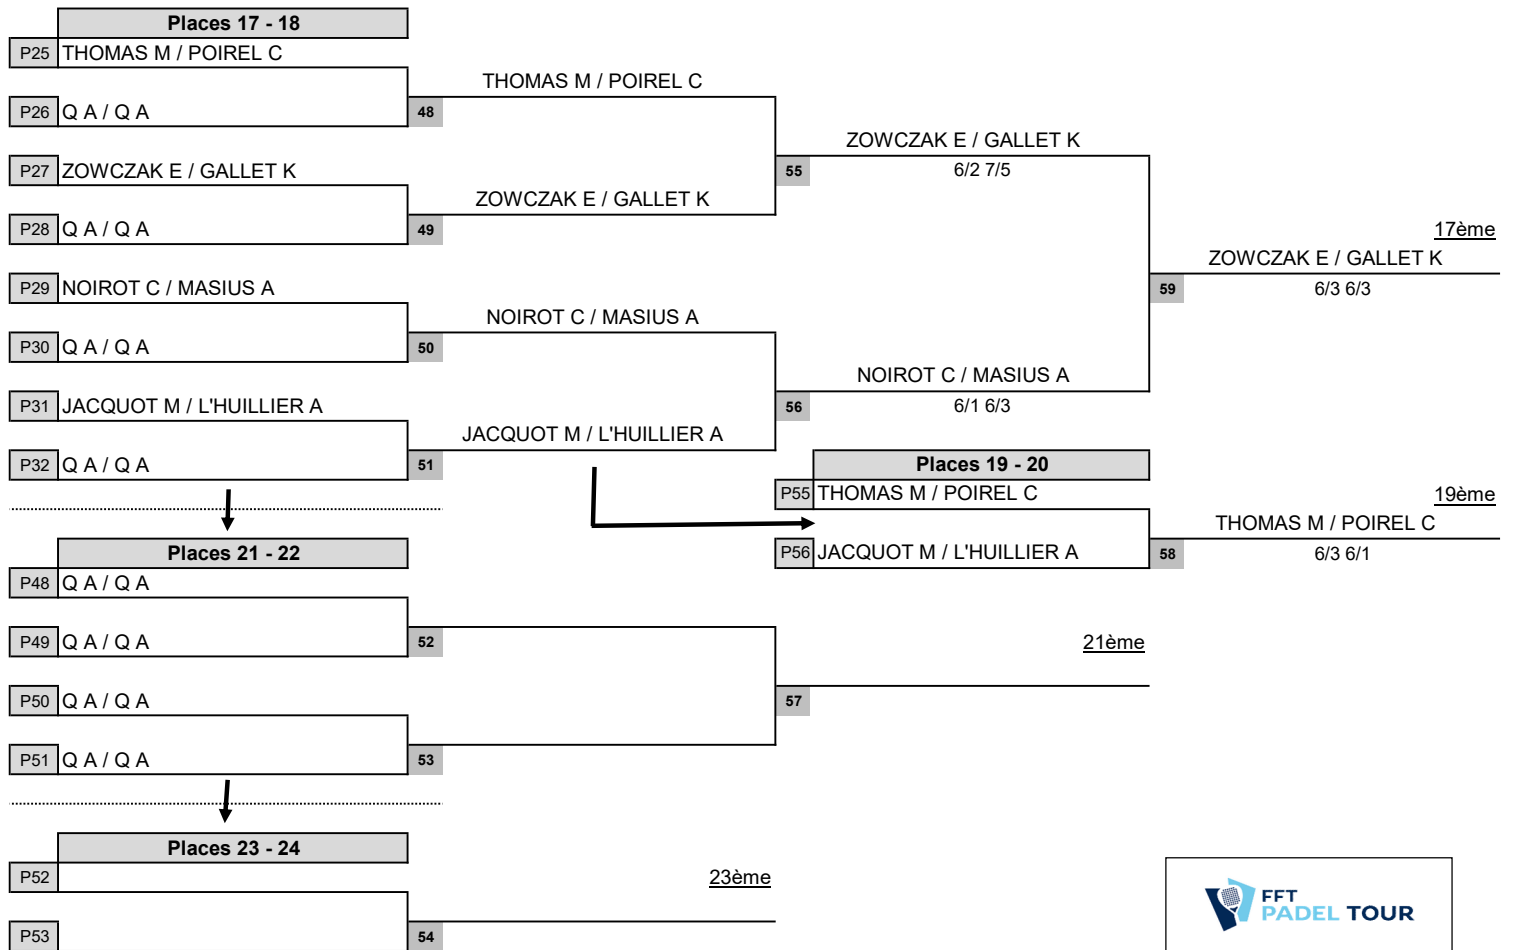 Places 17 - 18
P25 THOMAS M / POIREL C
THOMAS M / POIREL C
P26 Q A / Q A 48
ZOWCZAK E / GALLET K
P27 ZOWCZAK E / GALLET K 55 6/2 7/5
ZOWCZAK E / GALLET K
P28 Q A / Q A 49 17ème
ZOWCZAK E / GALLET K
P29 NOIROT C / MASIUS A 59 6/3 6/3
NOIROT C / MASIUS A
P30 Q A / Q A 50
NOIROT C / MASIUS A
P31 JACQUOT M / L'HUILLIER A 56 6/1 6/3
JACQUOT M / L'HUILLIER A
P32 Q A / Q A 51 Places 19 - 20
P55 THOMAS M / POIREL C 19ème
THOMAS M / POIREL C
Places 21 - 22 P56 JACQUOT M / L'HUILLIER A 58 6/3 6/1
P48 Q A / Q A
P49 Q A / Q A 52 21ème
P50 Q A / Q A 57
P51 Q A / Q A 53
Places 23 - 24
P52 23ème
P53 54
FFT
PADEL TOUR